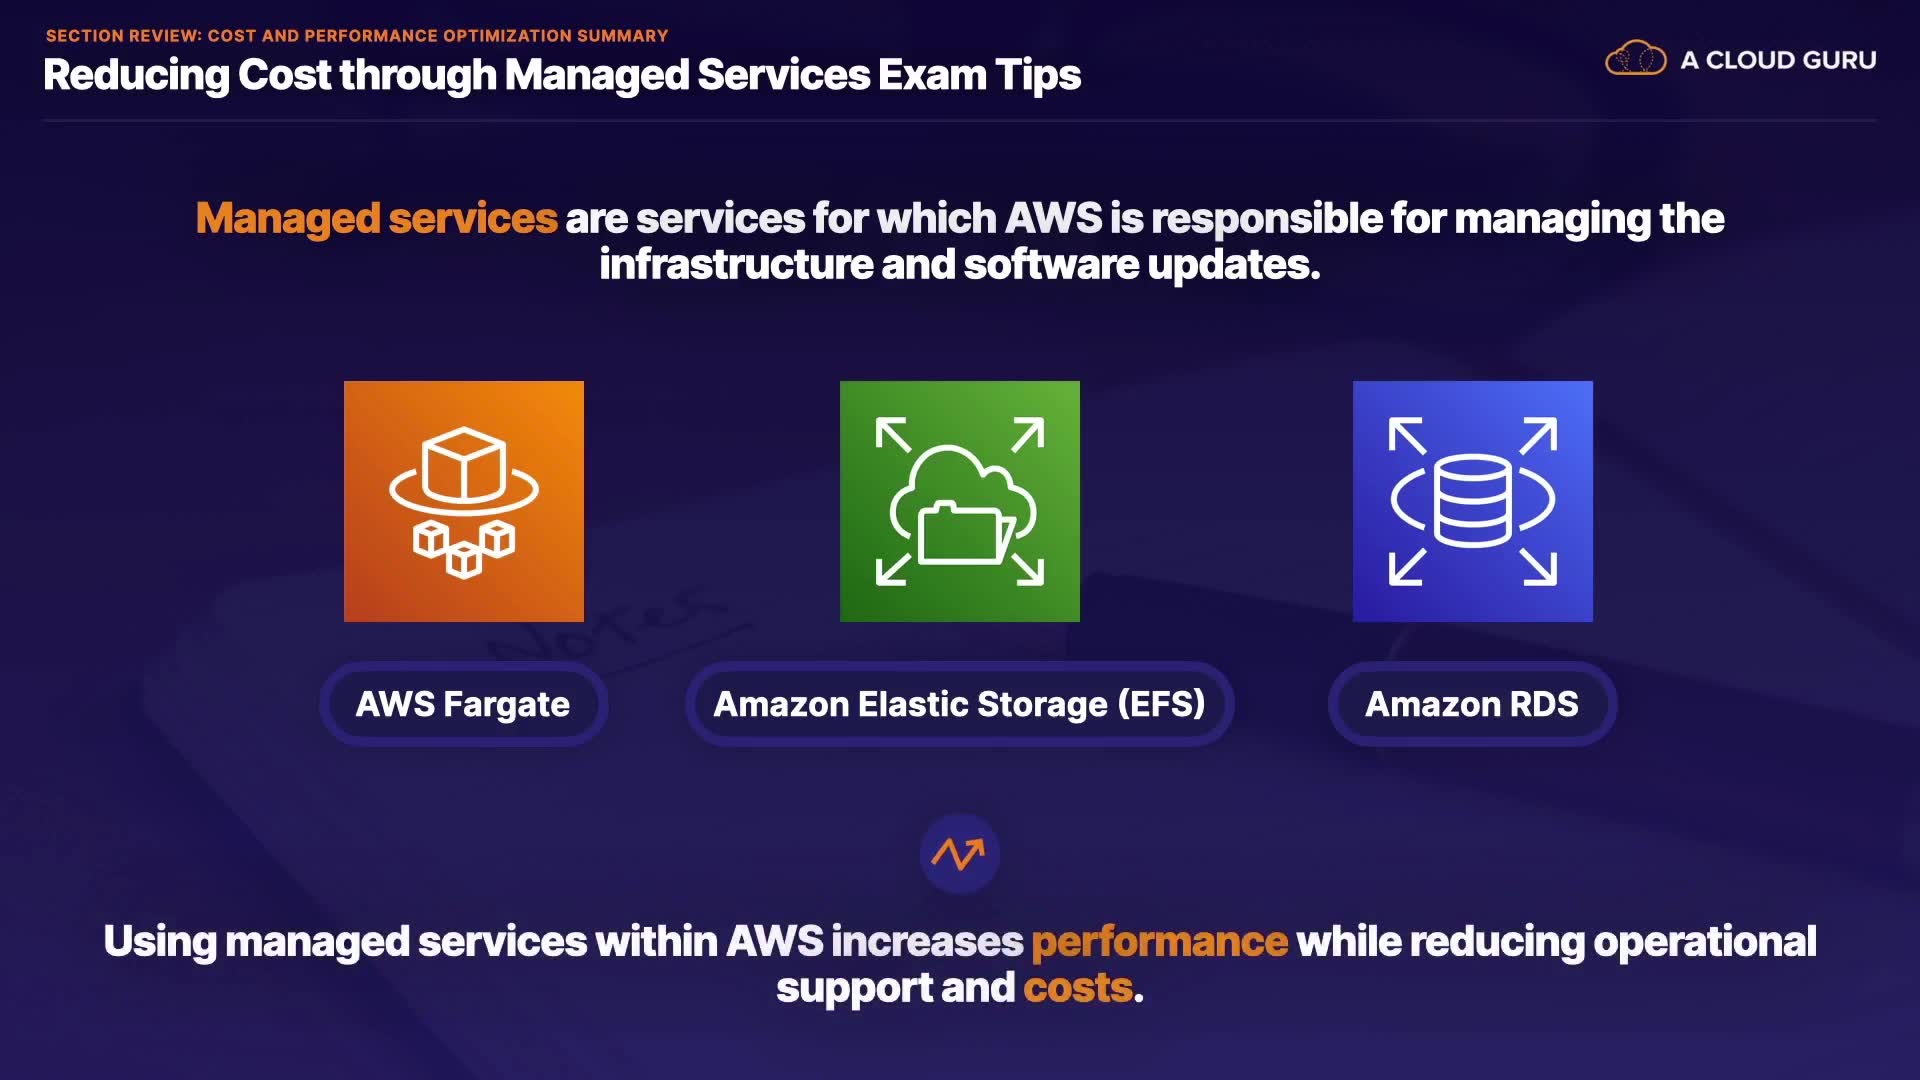 SECTION REVIEW: COST AND PERFORMANCE OPTIMIZATION SUMMARY
Reducing Cost through Managed Services Exam Tips
A CLOUD GURU
Managed services are services for which AWS is responsible for managing the
infrastructure and software updates.
Notes
AWS Fargate
Amazon Elastic Storage (EFS)
Amazon RDS
Using managed services within AWS increases performance while reducing operational
support and costs.